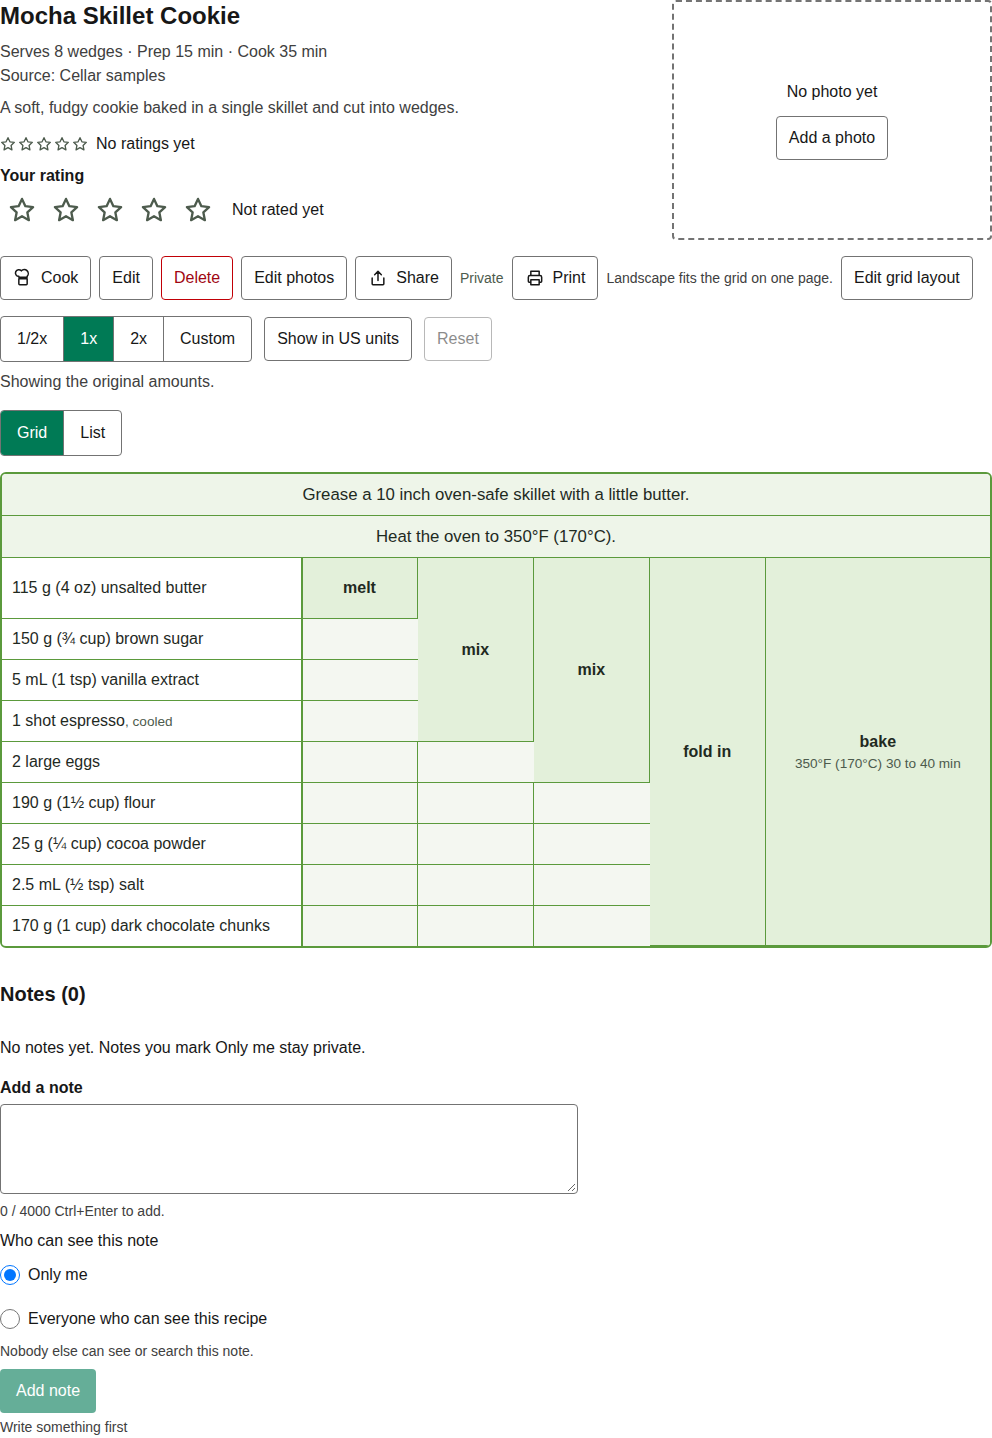 Mocha Skillet Cookie
Serves 8 wedges · Prep 15 min · Cook 35 min
Source: Cellar samples
A soft, fudgy cookie baked in a single skillet and cut into wedges.
No ratings yet
Your rating
Not rated yet
No photo yet
Add a photo
Cook Edit Delete Edit photos Share Private Print Landscape fits the grid on one page. Edit grid layout
1/2x 1x 2x Custom Show in US units Reset
Showing the original amounts.
Grid List
Grease a 10 inch oven-safe skillet with a little butter.
Heat the oven to 350°F (170°C).
115 g (4 oz) unsalted butter
melt
150 g (¾ cup) brown sugar
mix
5 mL (1 tsp) vanilla extract
mix
1 shot espresso, cooled
2 large eggs
fold in
bake
350°F (170°C) 30 to 40 min
190 g (1½ cup) flour
25 g (¼ cup) cocoa powder
2.5 mL (½ tsp) salt
170 g (1 cup) dark chocolate chunks
Notes (0)
No notes yet. Notes you mark Only me stay private.
Add a note
0 / 4000 Ctrl+Enter to add.
Who can see this note
Only me
Everyone who can see this recipe
Nobody else can see or search this note.
Add note
Write something first